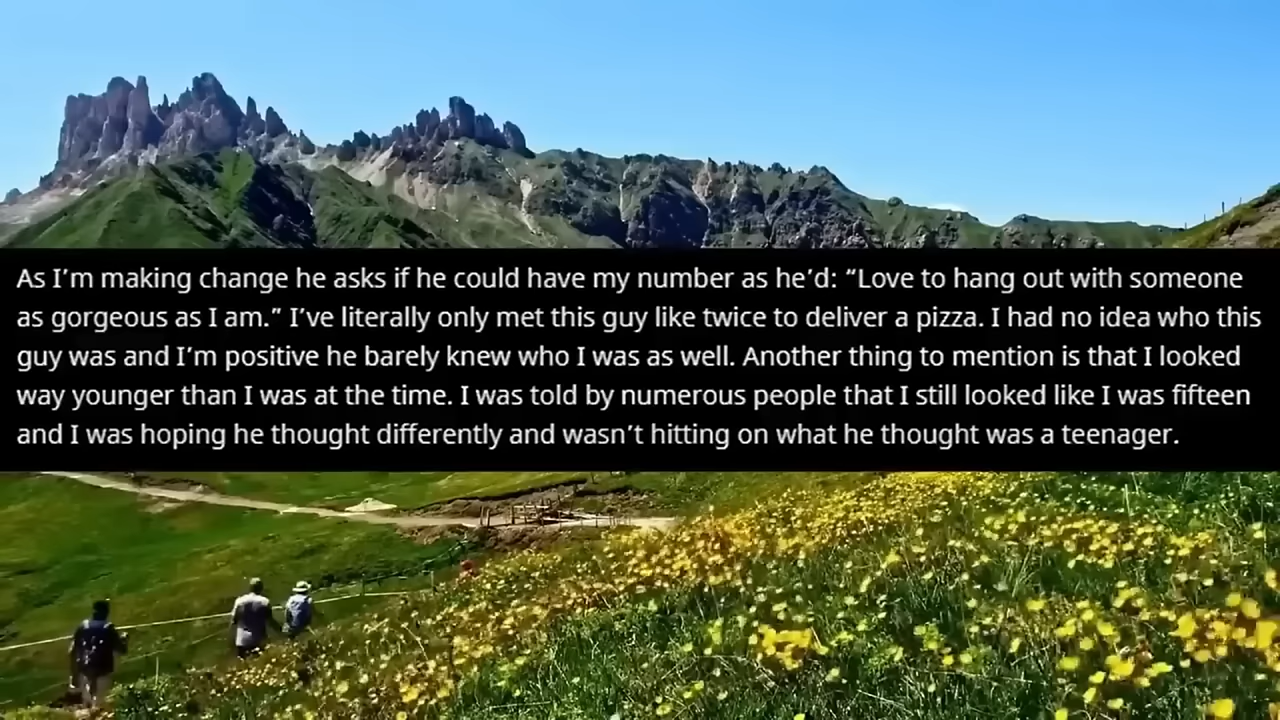 As I’m making change he asks if he could have my number as he’d: “Love to hang out with someone
as gorgeous as I am.” I’ve literally only met this guy like twice to deliver a pizza. I had no idea who this
guy was and I’m positive he barely knew who I was as well. Another thing to mention is that I looked
way younger than I was at the time. I was told by numerous people that I still looked like I was fifteen
and I was hoping he thought differently and wasn’t hitting on what he thought was a teenager.